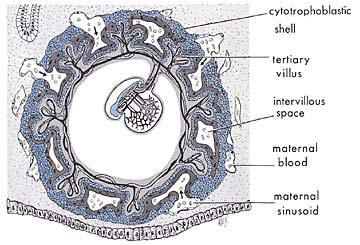 cytotrophoblastic
shell
tertiary
villus
intervillous
space
maternal
blood
maternal
sinusoid